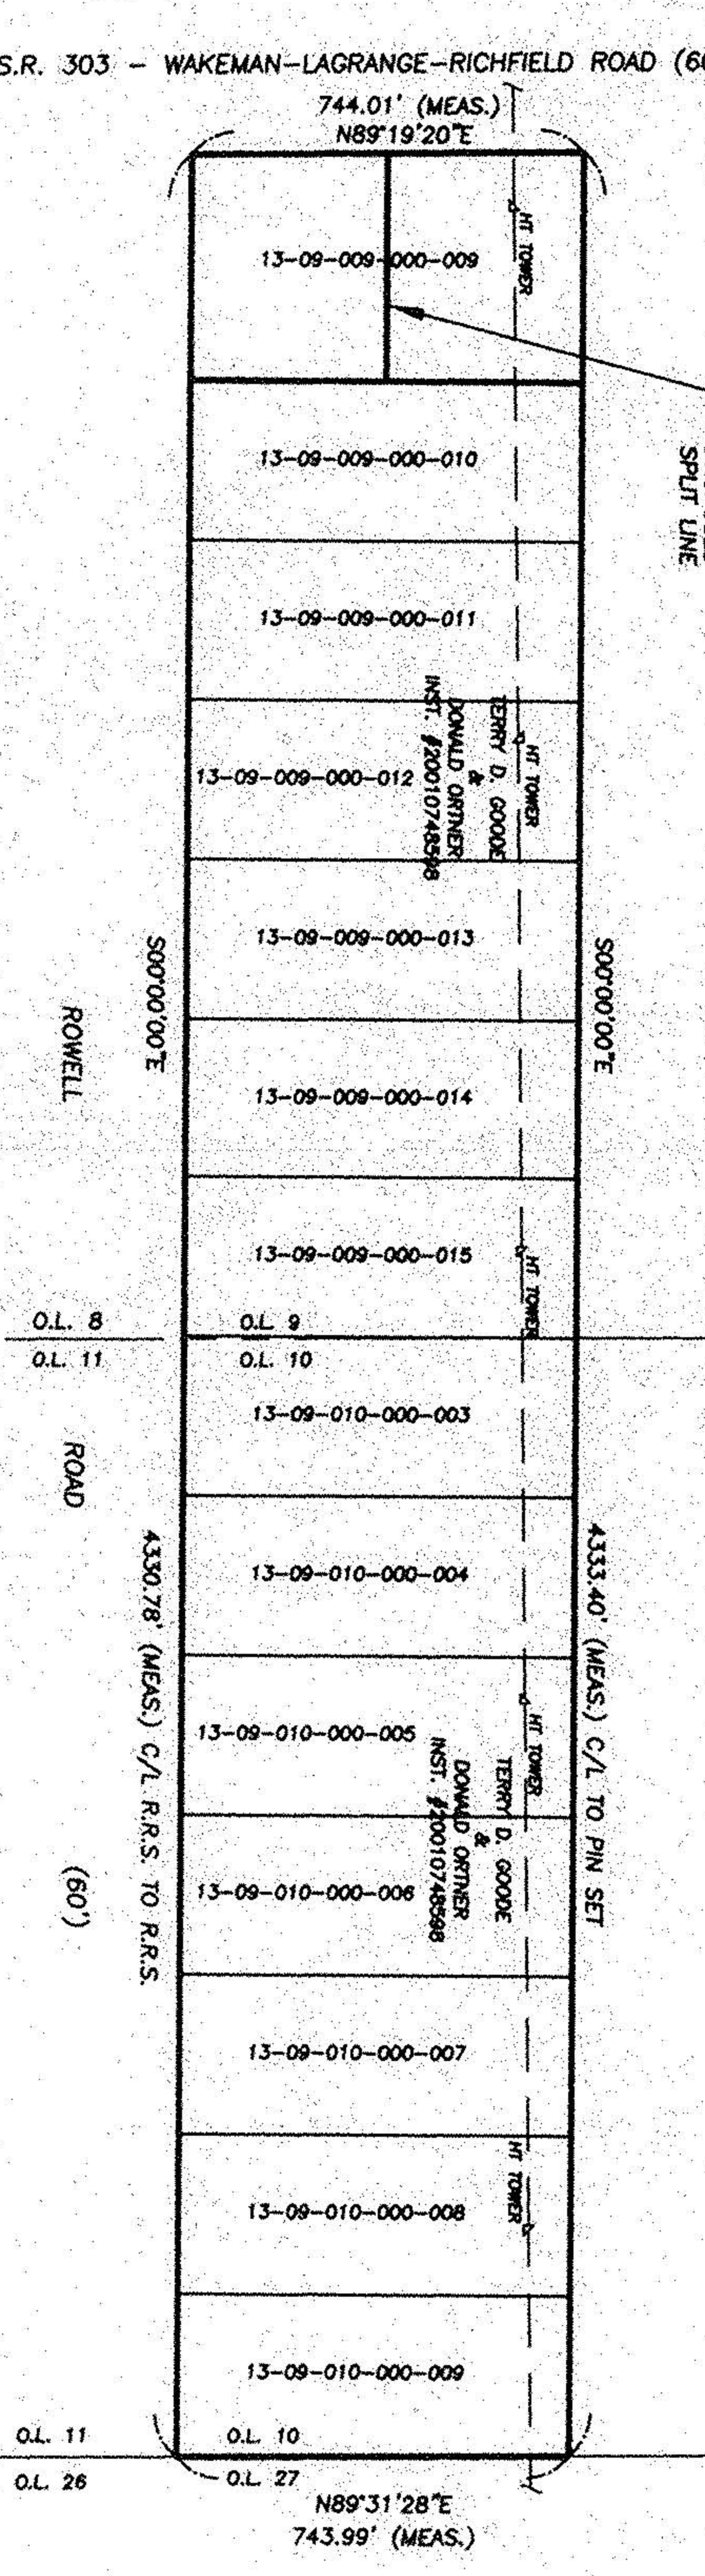 S.R. 303 - WAKEMAN-LAGRANGE-RICHFIELD ROAD (60
744.01' (MEAS.)
N89°19'20"E
13-09-009-000-009
HT TOWER
SPLIT LINE
13-09-009-000-010
13-09-009-000-011
13-09-009-000-012
TERRY D. GOODE
&
DONALD ORTNER
INST. #20010748598
HT TOWER
13-09-009-000-013
S00°00'00"E
S00°00'00"E
ROWELL
13-09-009-000-014
13-09-009-000-015
HT TOWER
O.L. 8
O.L. 9
O.L. 11
O.L. 10
13-09-010-000-003
ROAD
13-09-010-000-004
4330.78' (MEAS.) C/L R.R.S. TO R.R.S.
4333.40' (MEAS.) C/L TO PIN SET
13-09-010-000-005
HT TOWER
TERRY D. GOODE
&
DONALD ORTNER
INST. #20010748598
13-09-010-000-006
(60')
13-09-010-000-007
13-09-010-000-008
HT TOWER
13-09-010-000-009
O.L. 11
O.L. 10
O.L. 26
O.L. 27
N89°31'28"E
743.99' (MEAS.)